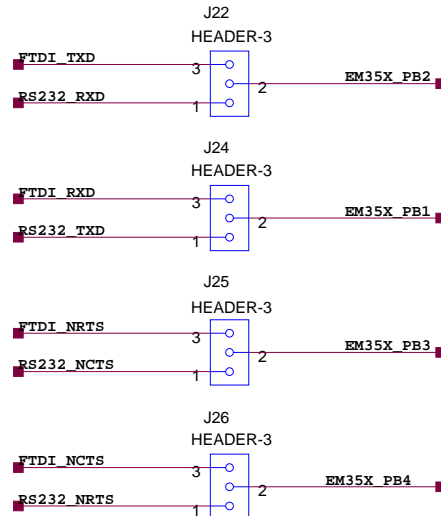 J22
HEADER-3
FTDI_TXD
3
EM35X_PB2
2
RS232_RXD
1
J24
HEADER-3
FTDI_RXD
3
EM35X_PB1
2
RS232_TXD
1
J25
HEADER-3
FTDI_NRTS
3
EM35X_PB3
2
RS232_NCTS
1
J26
HEADER-3
FTDI_NCTS
3
EM35X_PB4
2
RS232_NRTS
1